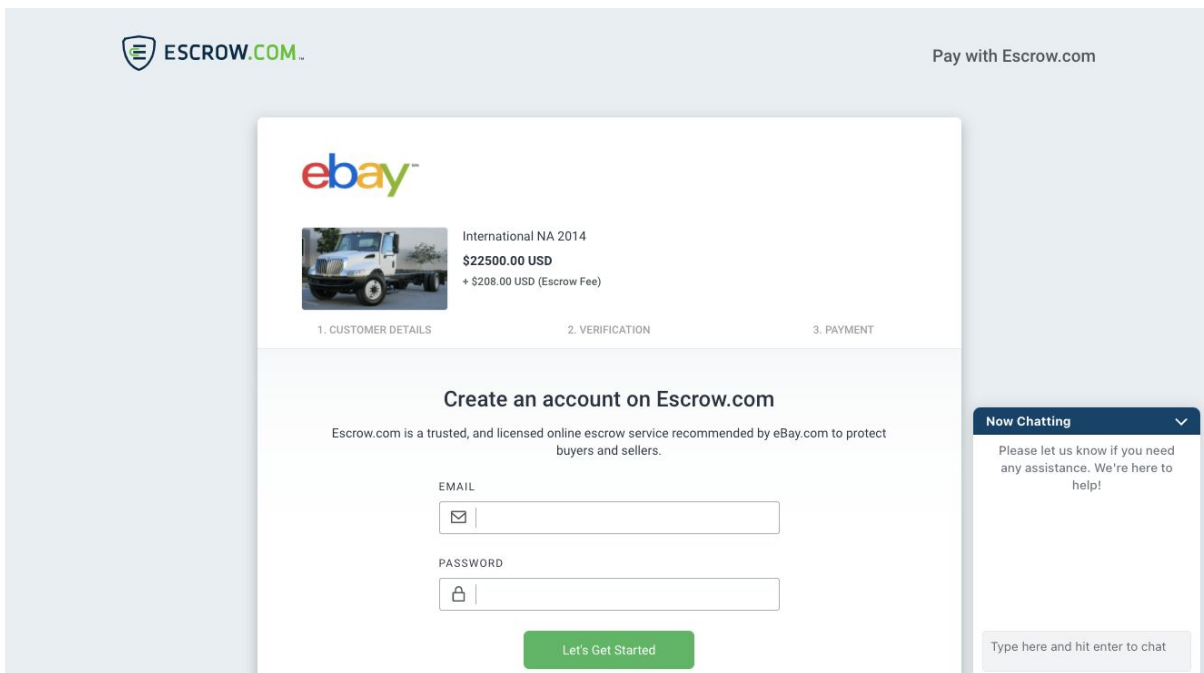 ESCROW.COM™
Pay with Escrow.com
ebay™
International NA 2014
$22500.00 USD
+ $208.00 USD (Escrow Fee)
1. CUSTOMER DETAILS
2. VERIFICATION
3. PAYMENT
Create an account on Escrow.com
Escrow.com is a trusted, and licensed online escrow service recommended by eBay.com to protect
buyers and sellers.
EMAIL
PASSWORD
Let's Get Started
Now Chatting
Please let us know if you need
any assistance. We're here to
help!
Type here and hit enter to chat